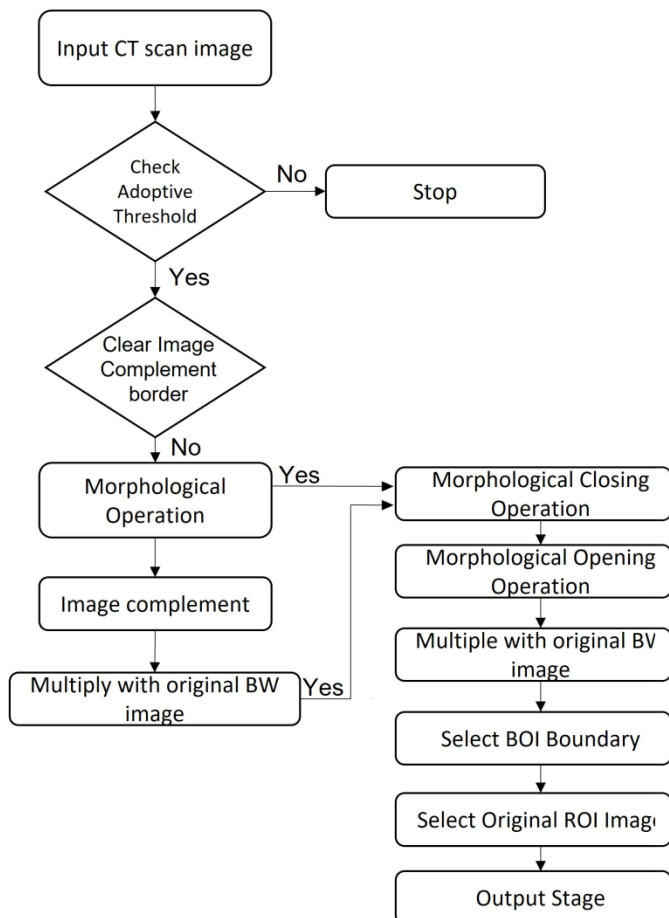 Input CT scan image
Check
Adoptive
Threshold
No
Stop
Yes
Clear Image
Complement
border
No
Morphological
Operation
Yes
Image complement
Multiply with original BW
image
Yes
Morphological Closing
Operation
Morphological Opening
Operation
Multiple with original
image
Select BOI Boundary
Select Original ROI Image
Output Stage